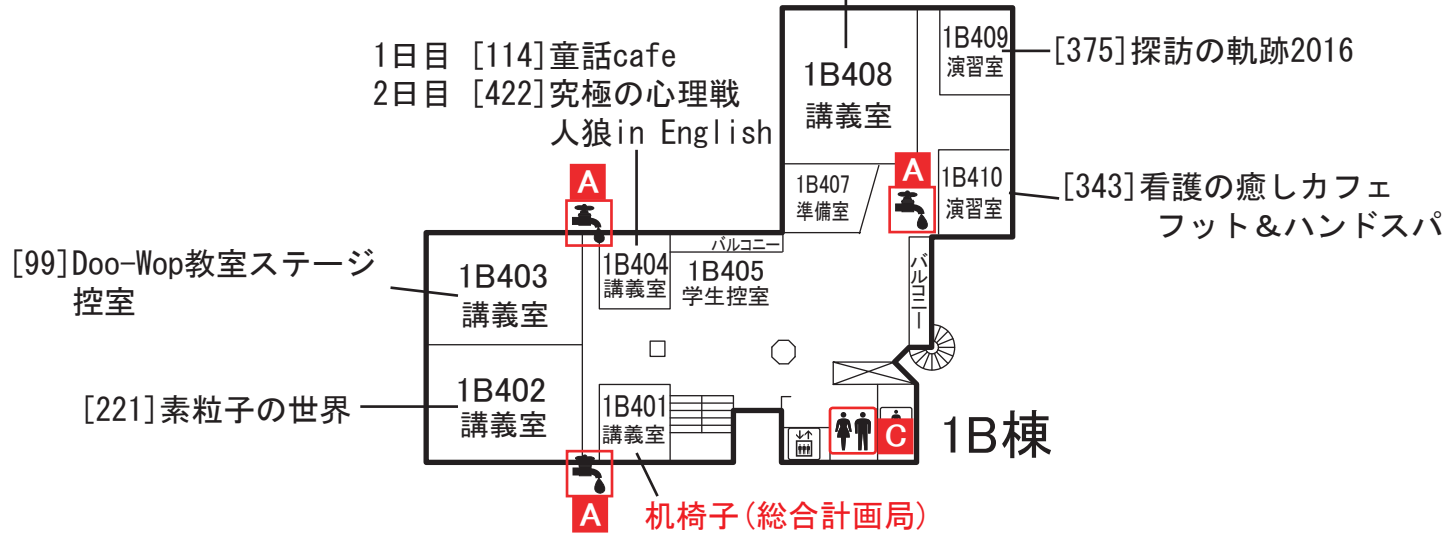 1日目 [114]童話cafe
2日目 [422]究極の心理戦
人狼in English
1B408
講義室
1B409
演習室
[375]探訪の軌跡2016
A
1B407
準備室
A
1B410
演習室
[343]看護の癒しカフェ
フット&ハンドスパ
[99]Doo-Wop教室ステージ
控室
1B403
講義室
1B404
講義室
バルコニー
1B405
学生控室
バルコニー
[221]素粒子の世界
1B402
講義室
1B401
講義室
C
1B棟
A
机椅子(総合計画局)